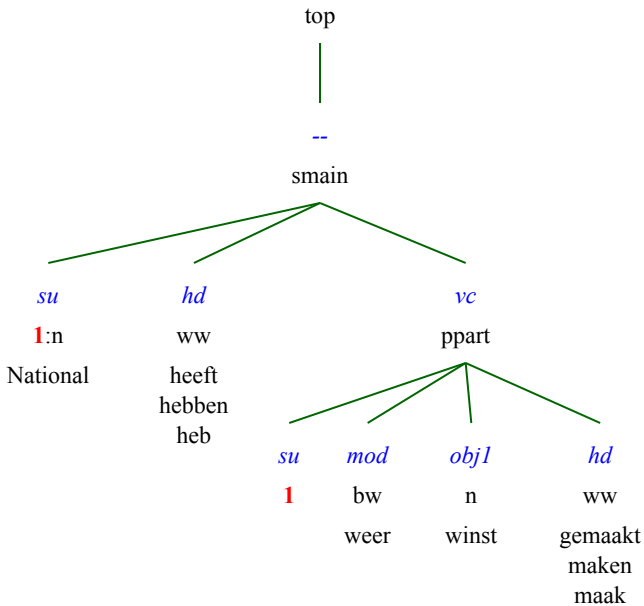 top
--
smain
su hd vc
1:n ww ppart
National heeft
hebben
heb
su mod obj1 hd
1 bw n ww
weer winst gemaakt
maken
maak